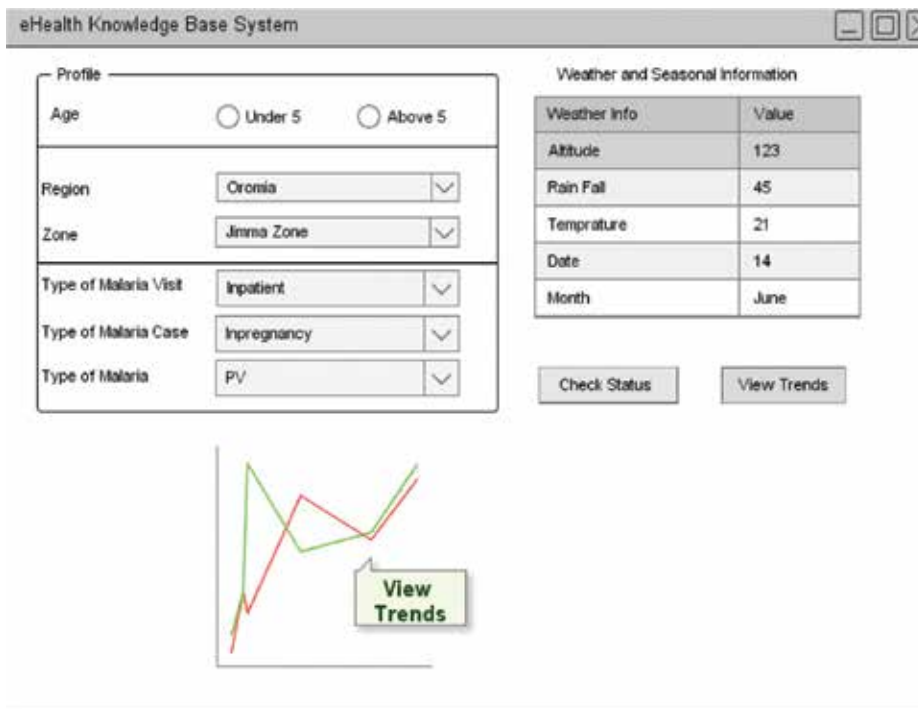 eHealth Knowledge Base System
Profile
Age Under 5 Above 5
Region Oromia
Zone Jimma Zone
Type of Malaria Visit Inpatient
Type of Malaria Case Inpregnancy
Type of Malaria PV
Weather and Seasonal Information
Weather Info Value
Altitude 123
Rain Fall 45
Temprature 21
Date 14
Month June
Check Status View Trends
View
Trends